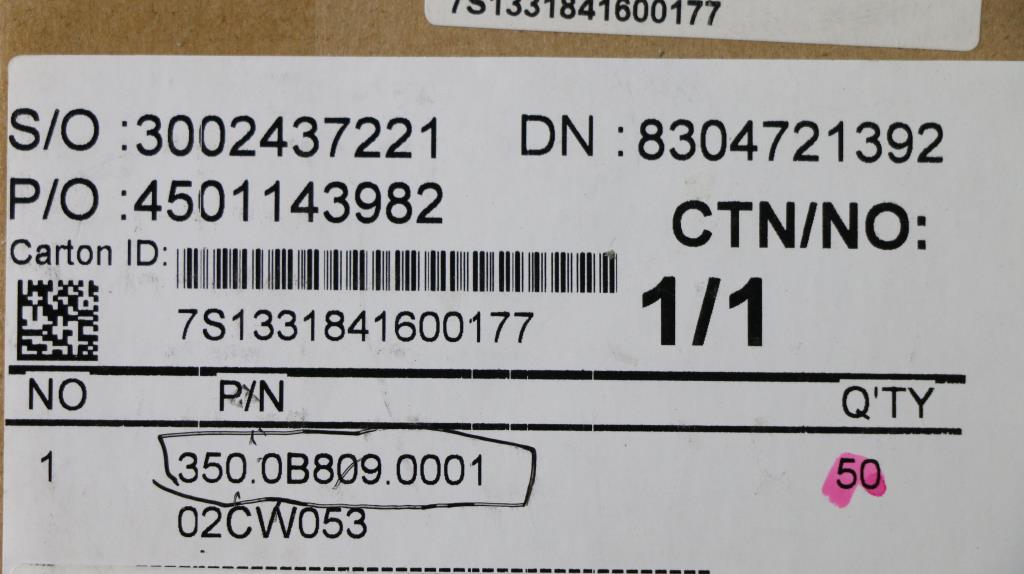 7S1331841600177
S/O :3002437221 DN :8304721392
P/O :4501143982
CTN/NO:
Carton ID:
7S1331841600177
1/1
NO P/N Q'TY
1 350.0B809.0001 50
02CW053